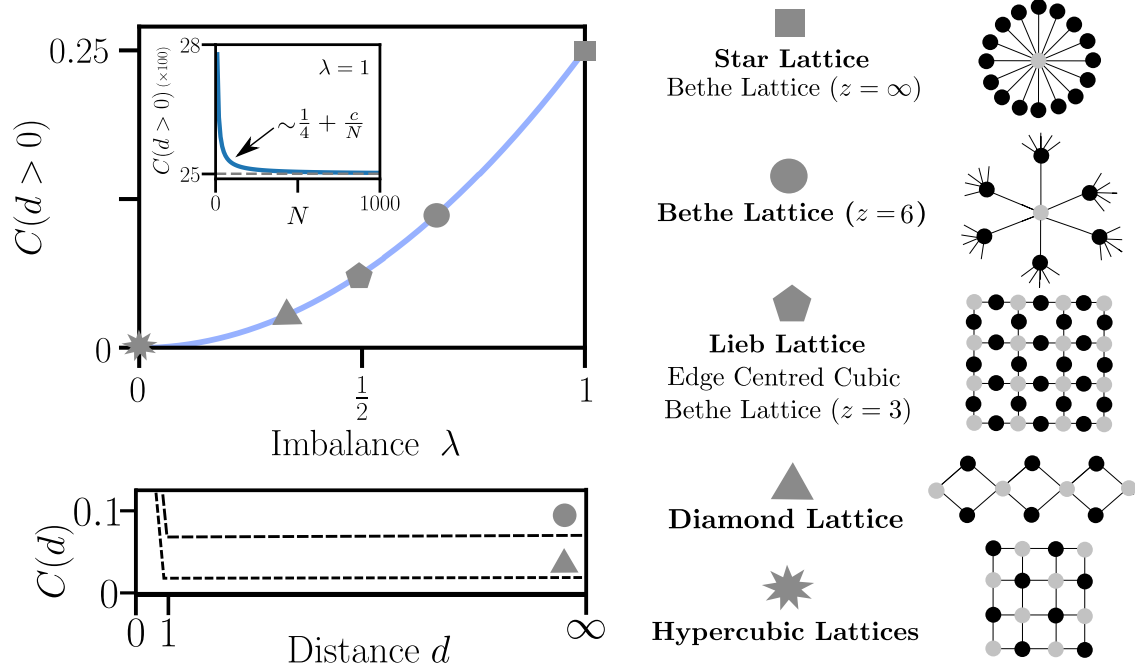 0.25
C(d > 0)
0
0
1/2
1
Imbalance λ
28
25
C(d > 0) (×100)
λ = 1
∼1/4 + c/N
0
N
1000
0.1
0
C(d)
0 1
∞
Distance d
Star Lattice
Bethe Lattice (z = ∞)
Bethe Lattice (z = 6)
Lieb Lattice
Edge Centred Cubic
Bethe Lattice (z = 3)
Diamond Lattice
Hypercubic Lattices